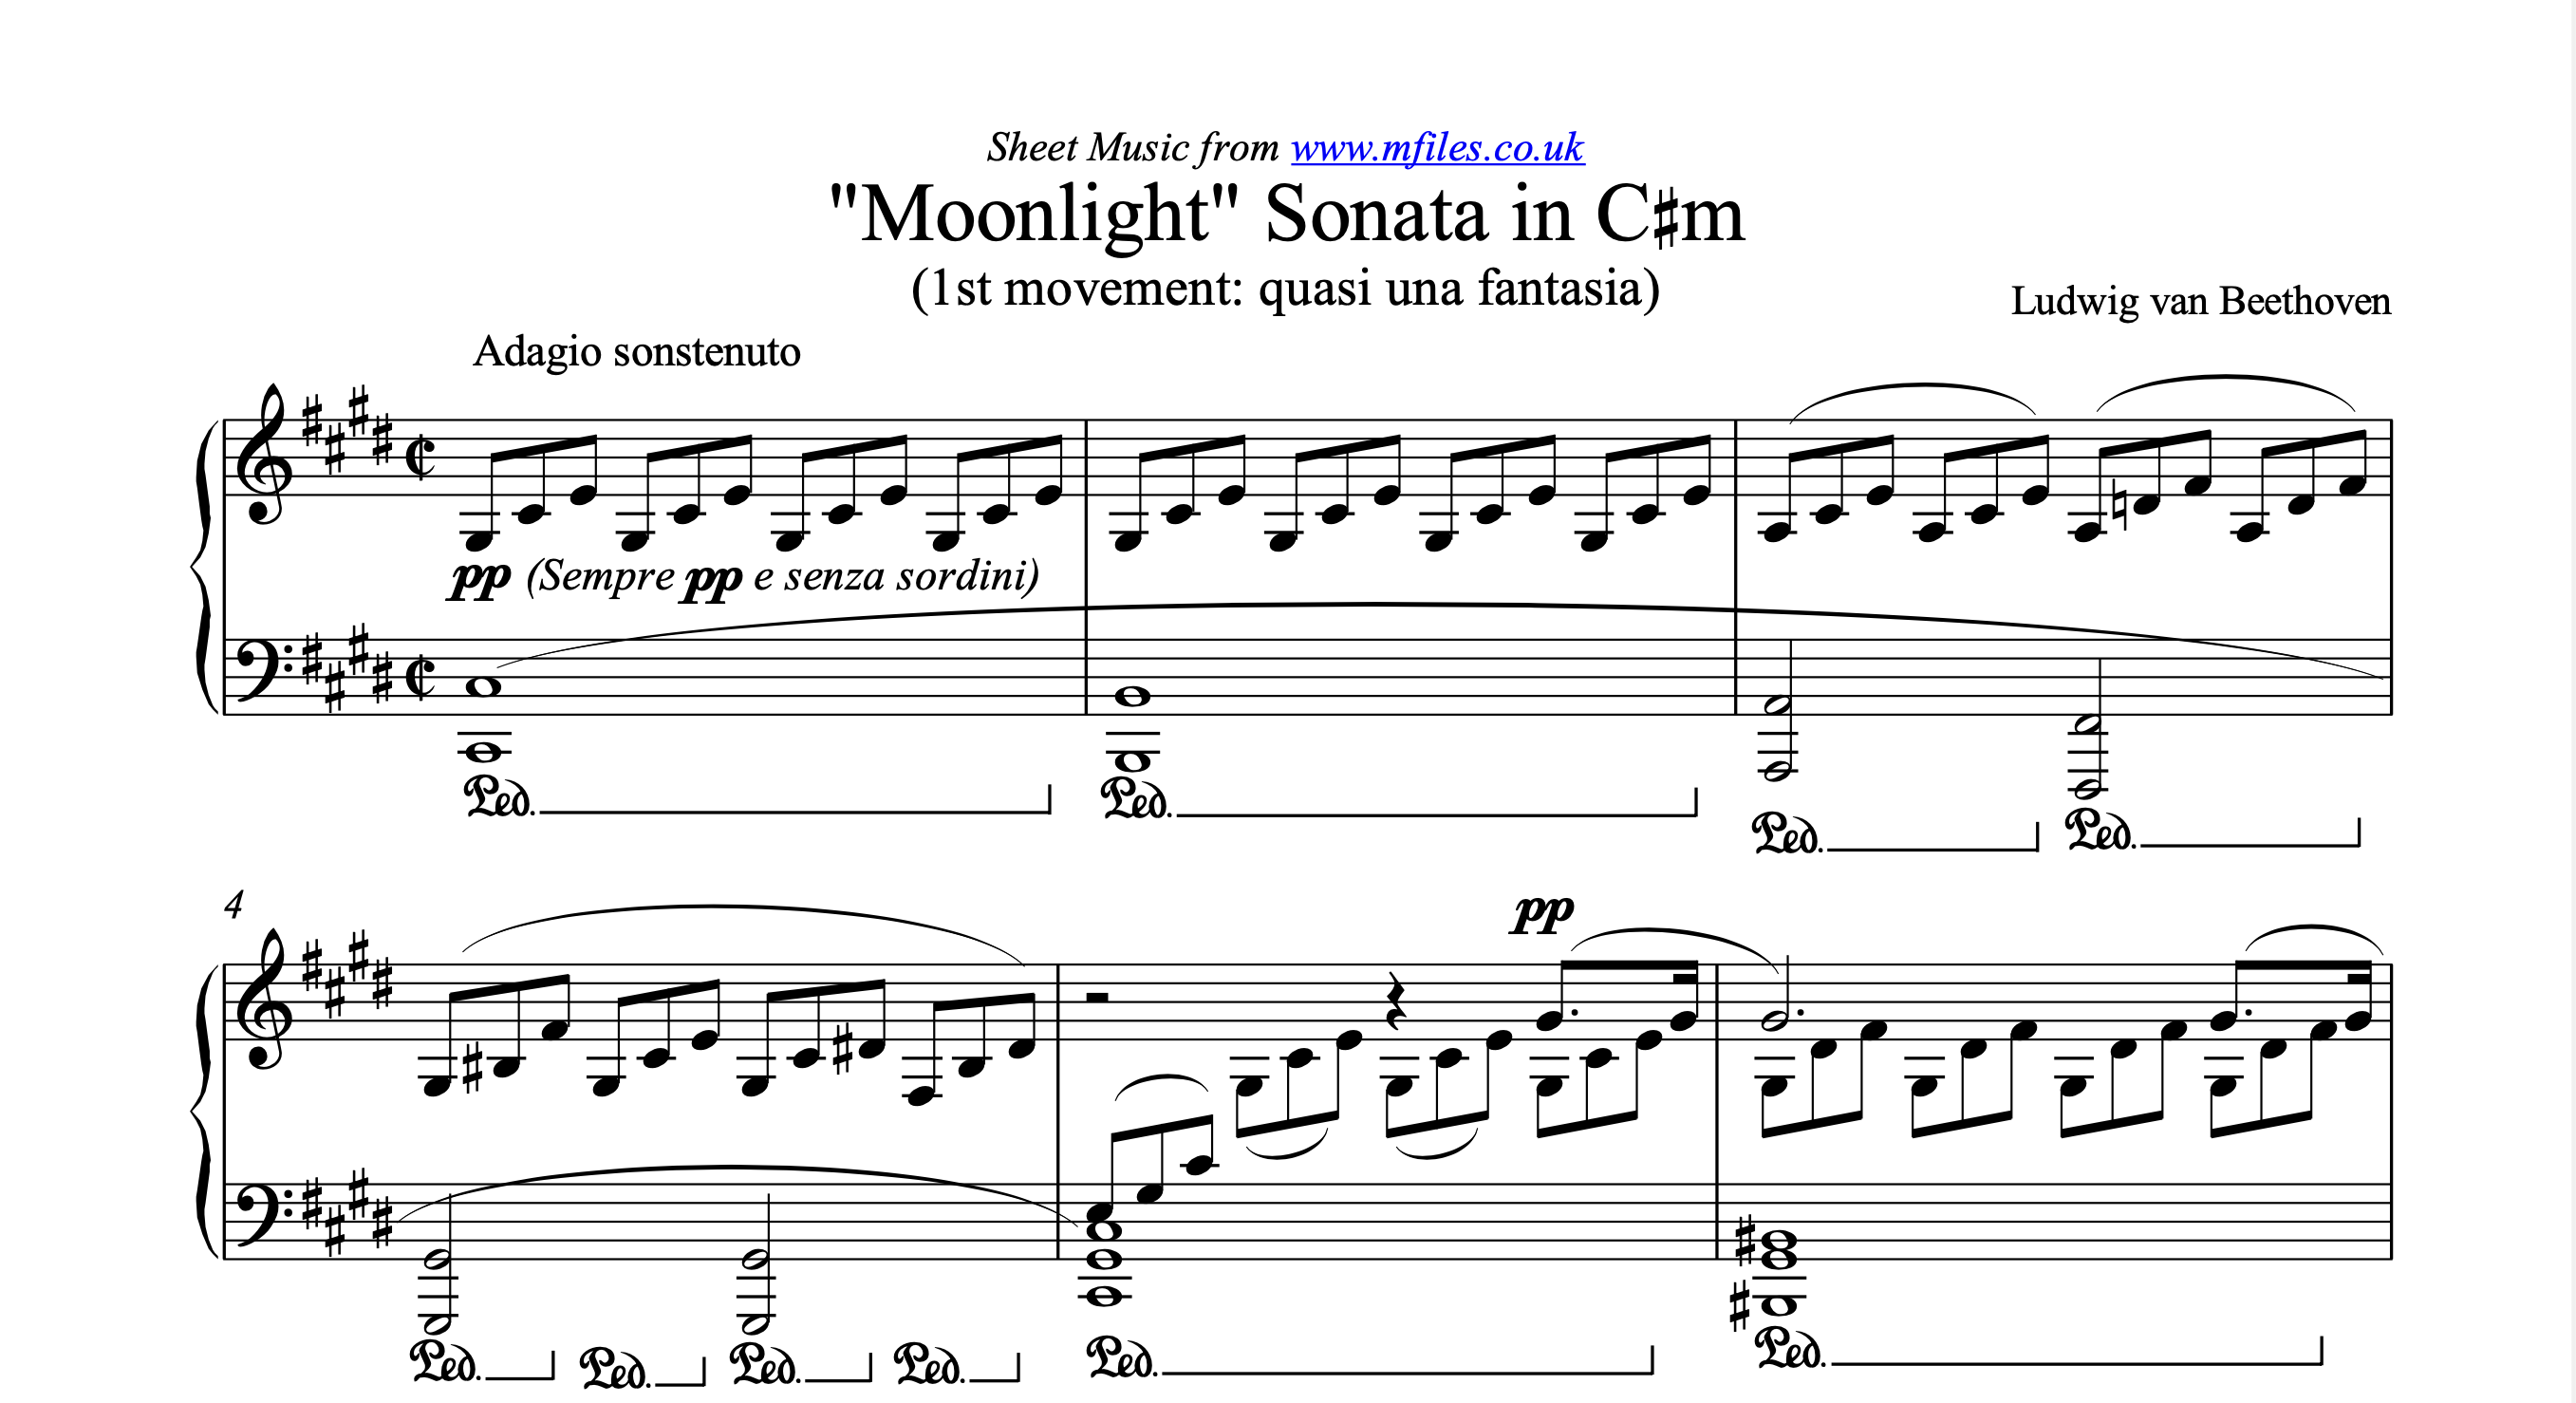 Sheet Music from www.mfiles.co.uk
"Moonlight" Sonata in C♯m
(1st movement: quasi una fantasia)
Ludwig van Beethoven
Adagio sonstenuto
pp (Sempre pp e senza sordini)
Ped. Ped. Ped. Ped.
4
pp
Ped. Ped. Ped. Ped. Ped. Ped.